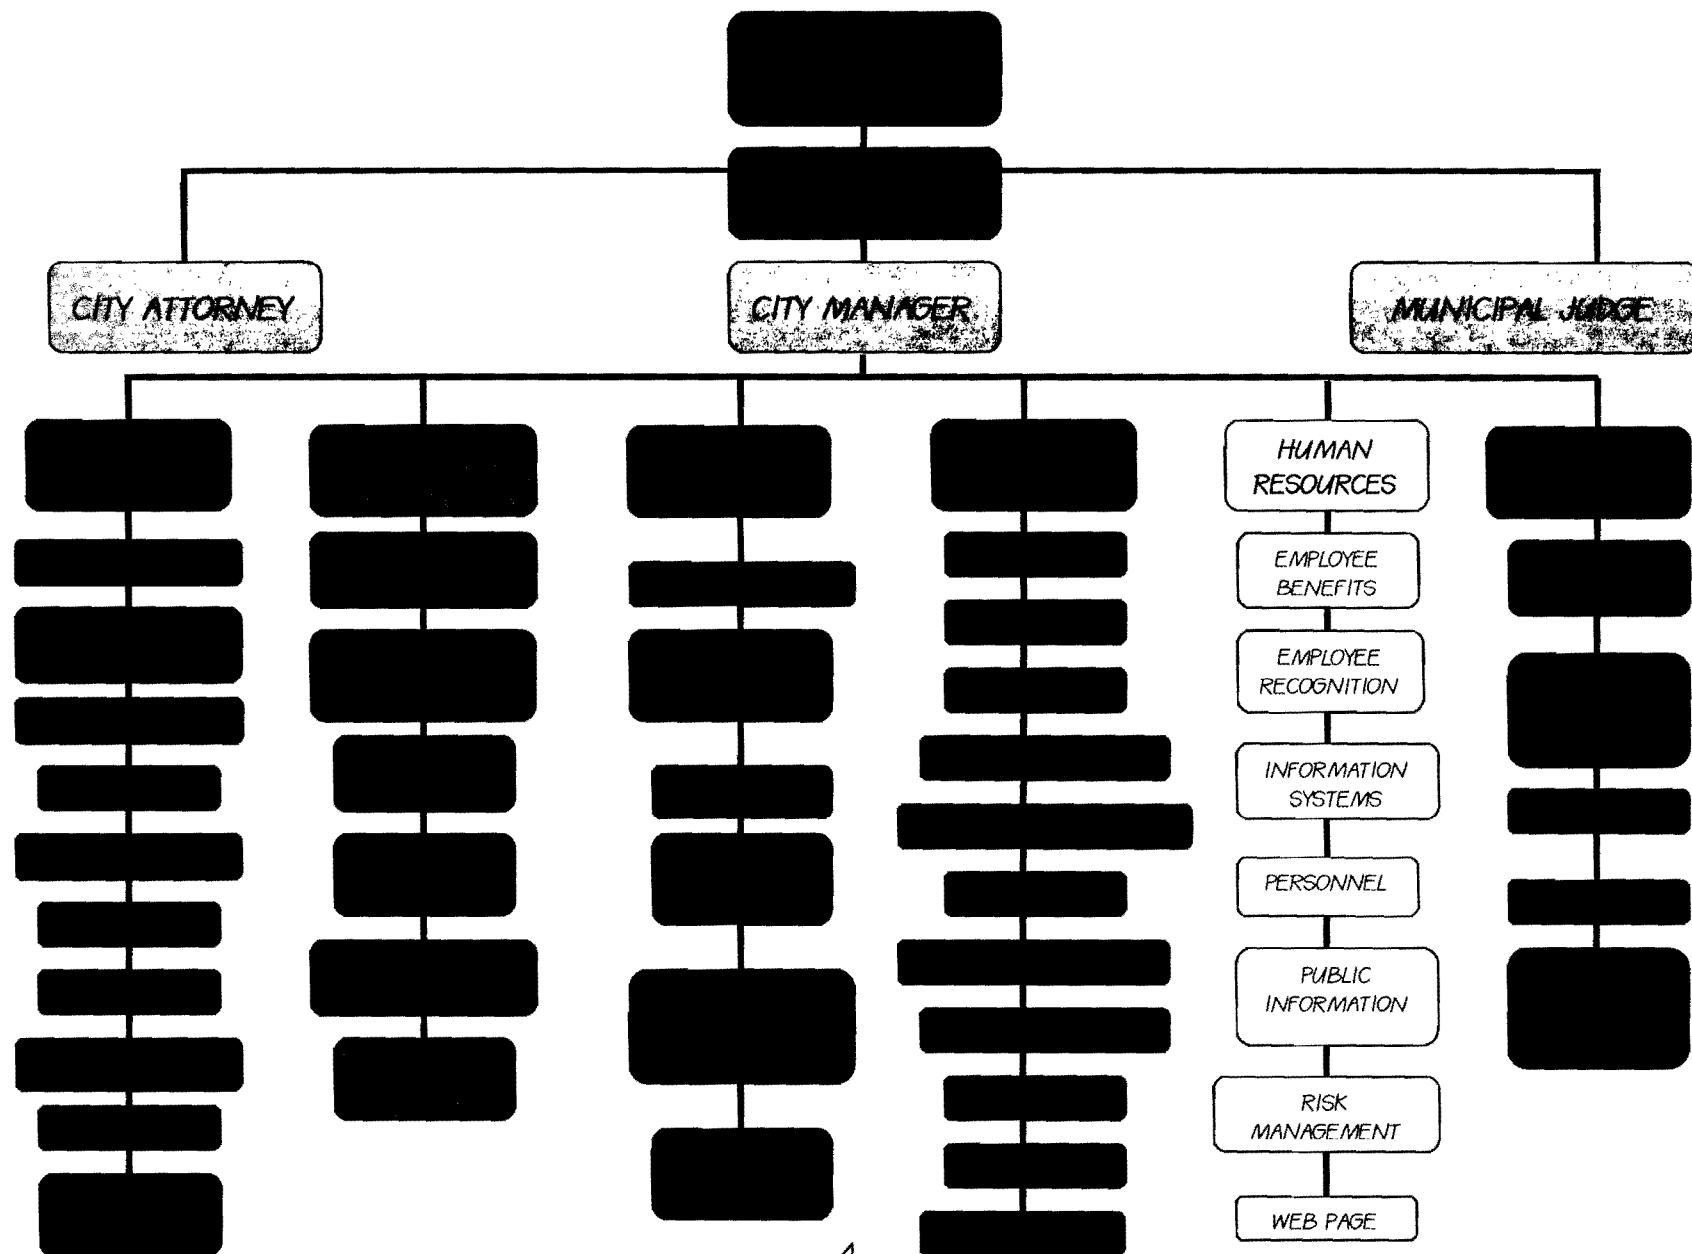 CITY ATTORNEY
CITY MANAGER
MUNICIPAL JUDGE
HUMAN
RESOURCES
EMPLOYEE
BENEFITS
EMPLOYEE
RECOGNITION
INFORMATION
SYSTEMS
PERSONNEL
PUBLIC
INFORMATION
RISK
MANAGEMENT
WEB PAGE